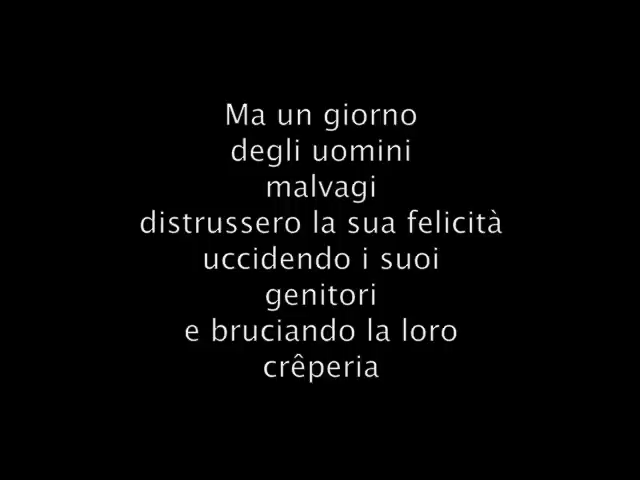 Ma un giorno
degli uomini
malvagi
distrussero la sua felicità
uccidendo i suoi
genitori
e bruciando la loro
crêperia